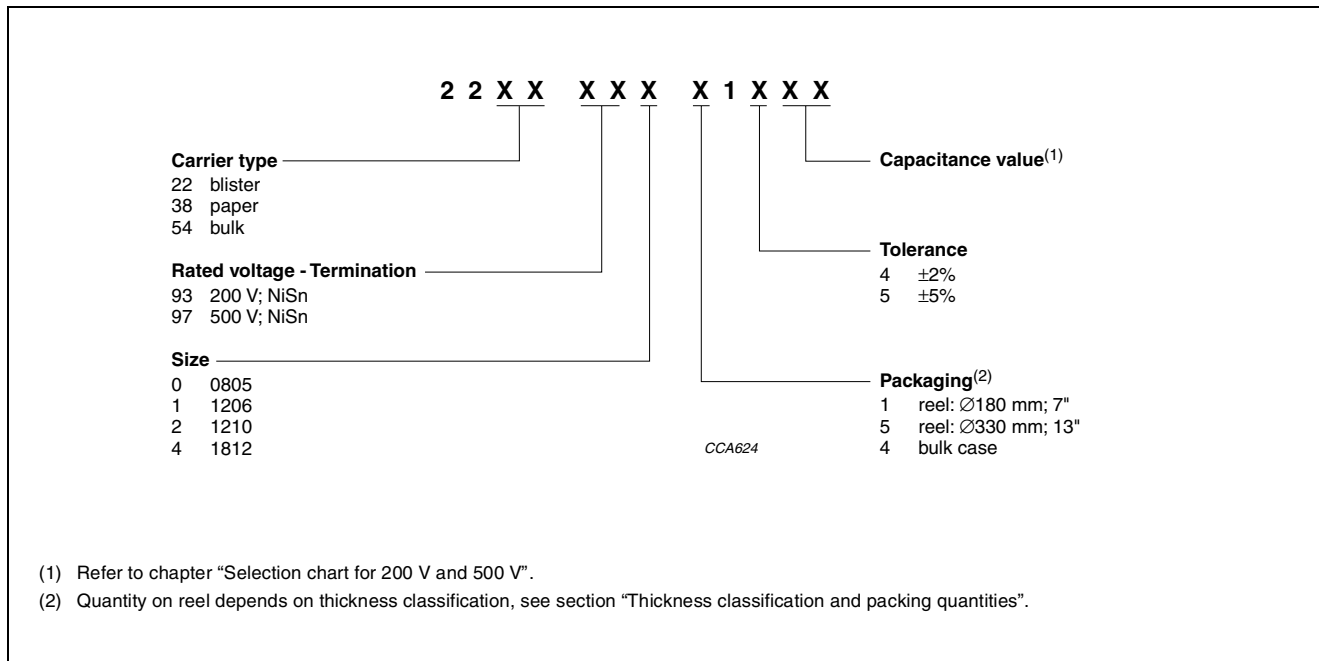 2 2 X X X X X X 1 X X X
Carrier type
22 blister
38 paper
54 bulk
Rated voltage - Termination
93 200 V; NiSn
97 500 V; NiSn
Size
0 0805
1 1206
2 1210
4 1812
Capacitance value(1)
Tolerance
4 ±2%
5 ±5%
Packaging(2)
1 reel: ∅180 mm; 7"
5 reel: ∅330 mm; 13"
4 bulk case
CCA624
(1) Refer to chapter “Selection chart for 200 V and 500 V”.
(2) Quantity on reel depends on thickness classification, see section “Thickness classification and packing quantities”.